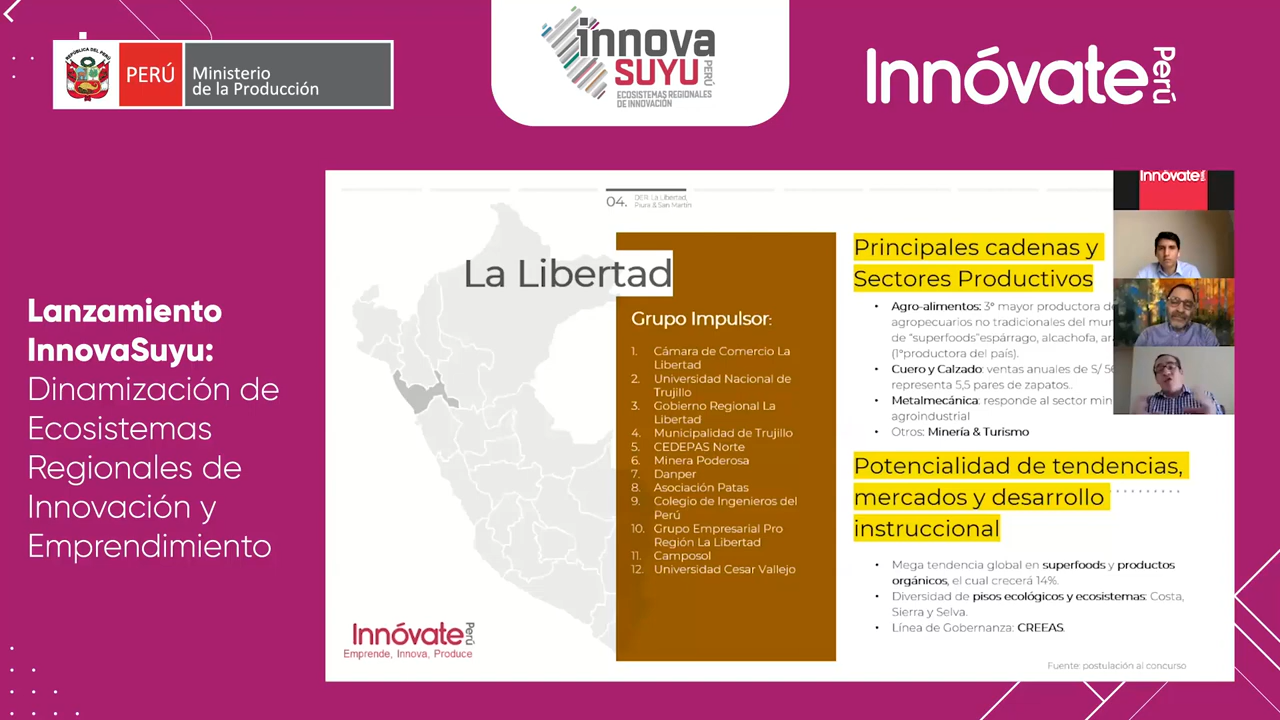 REPÚBLICA DEL PERÚ
PERÚ
Ministerio
de la Producción
innova
SUYU
PERÚ
ECOSISTEMAS REGIONALES
DE INNOVACIÓN
Innóvate
Perú
Lanzamiento
InnovaSuyu:
Dinamización de
Ecosistemas
Regionales de
Innovación y
Emprendimiento
04.
DER: La Libertad,
Piura & San Martín
La Libertad
Grupo Impulsor:
1. Cámara de Comercio La
Libertad
2. Universidad Nacional de
Trujillo
3. Gobierno Regional La
Libertad
4. Municipalidad de Trujillo
5. CEDEPAS Norte
6. Minera Poderosa
7. Danper
8. Asociación Patas
9. Colegio de Ingenieros del
Perú
10. Grupo Empresarial Pro
Región La Libertad
11. Camposol
12. Universidad Cesar Vallejo
Innóvate
Perú
Emprende, Innova, Produce
Principales cadenas y
Sectores Productivos
• Agro-alimentos: 3º mayor productora
agropecuarios no tradicionales del
de "superfoods"espárrago, alcachofa,
(1°productora del país).
• Cuero y Calzado: ventas anuales de S/
representa 5,5 pares de zapatos..
• Metalmecánica: responde al sector
agroindustrial
• Otros: Minería & Turismo
Potencialidad de tendencias,
mercados y desarrollo
instruccional
• Mega tendencia global en superfoods y productos
orgánicos, el cual crecerá 14%.
• Diversidad de pisos ecológicos y ecosistemas: Costa,
Sierra y Selva.
• Línea de Gobernanza: CREEAS.
Fuente: postulación al concurso
Innóvate